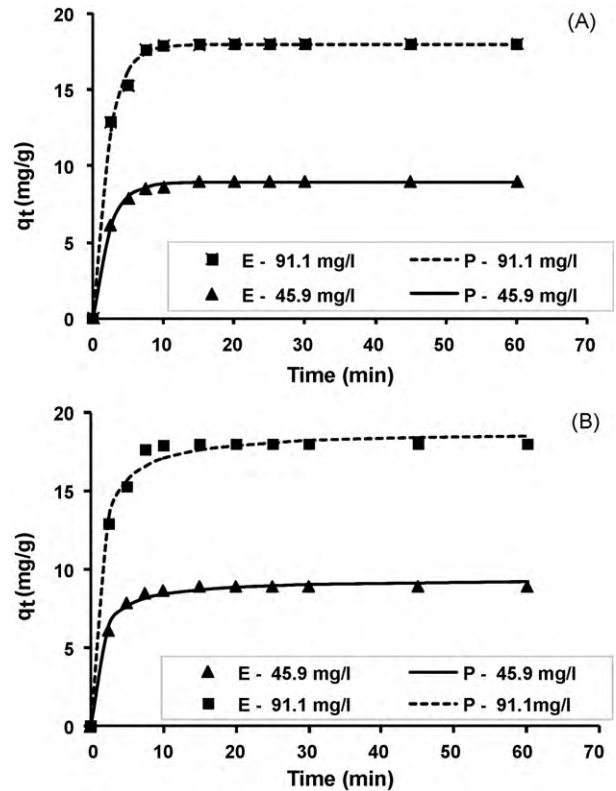 (A)
20
15
10
5
0
qt (mg/g)
E - 91.1 mg/l P - 91.1 mg/l
E - 45.9 mg/l P - 45.9 mg/l
0 10 20 30 40 50 60 70
Time (min)
(B)
20
15
10
5
0
qt (mg/g)
E - 45.9 mg/l P - 45.9 mg/l
E - 91.1 mg/l P - 91.1mg/l
0 10 20 30 40 50 60 70
Time (min)